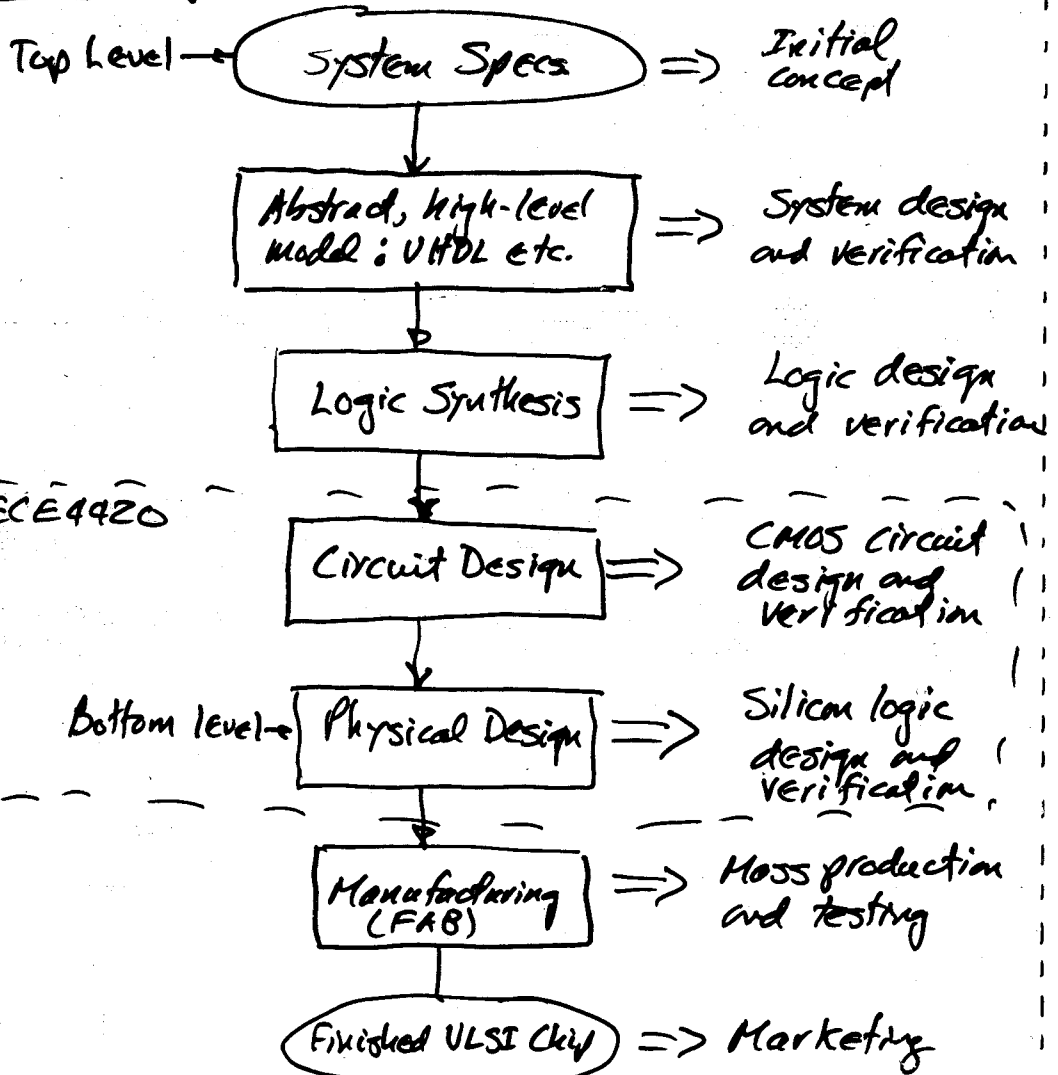 Top Level → System Specs ⇒ Initial
concept
Abstract, high-level
model : VHDL etc.
⇒ System design
and verification
Logic Synthesis ⇒ Logic design
and verification
ECE4420
Circuit Design ⇒ CMOS circuit
design and
verification
Bottom level → Physical Design ⇒ Silicon logic
design and
verification
Manufacturing
(FAB)
⇒ Mass production
and testing
Finished VLSI Chip ⇒ Marketing